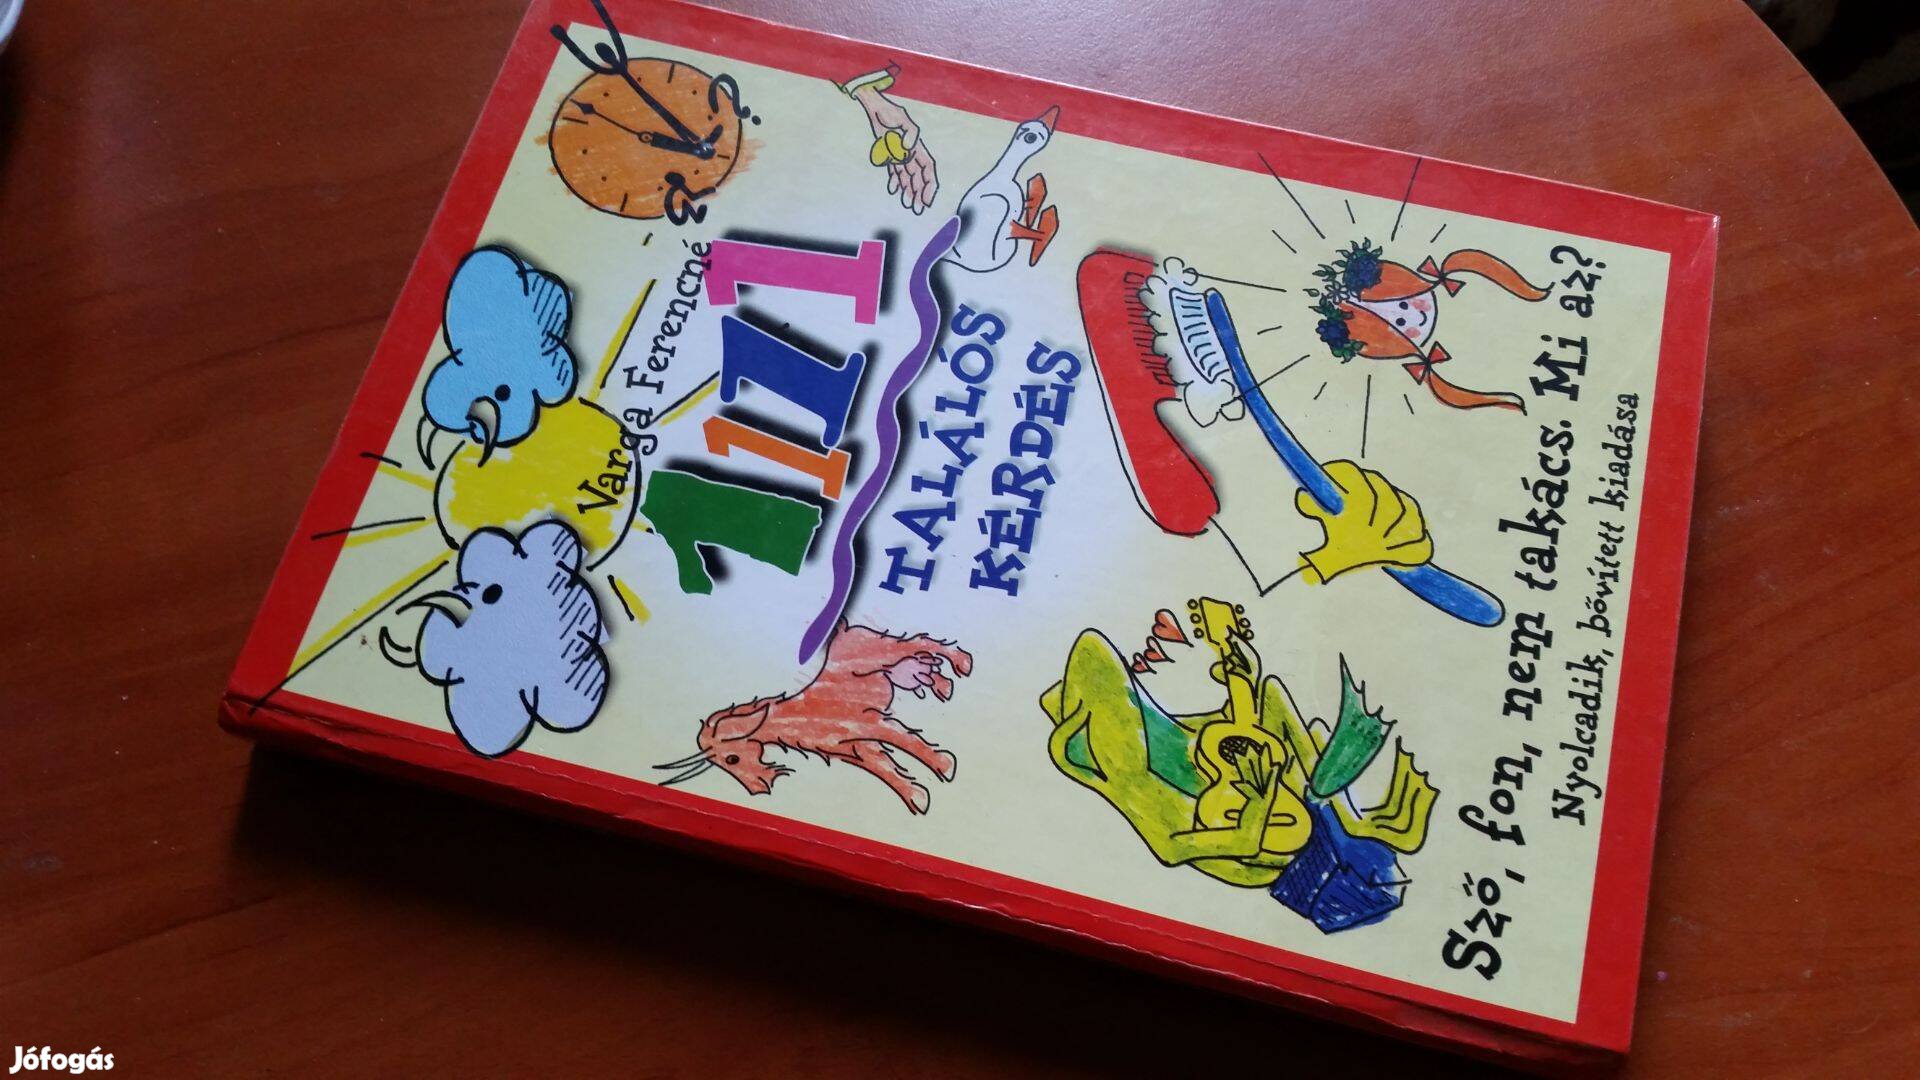 Varga Ferencné
1111
TALÁLÓS
KÉRDÉS
Sző, fon, nem takács. Mi az?
Nyolcadik, bővített kiadása
Jófogás